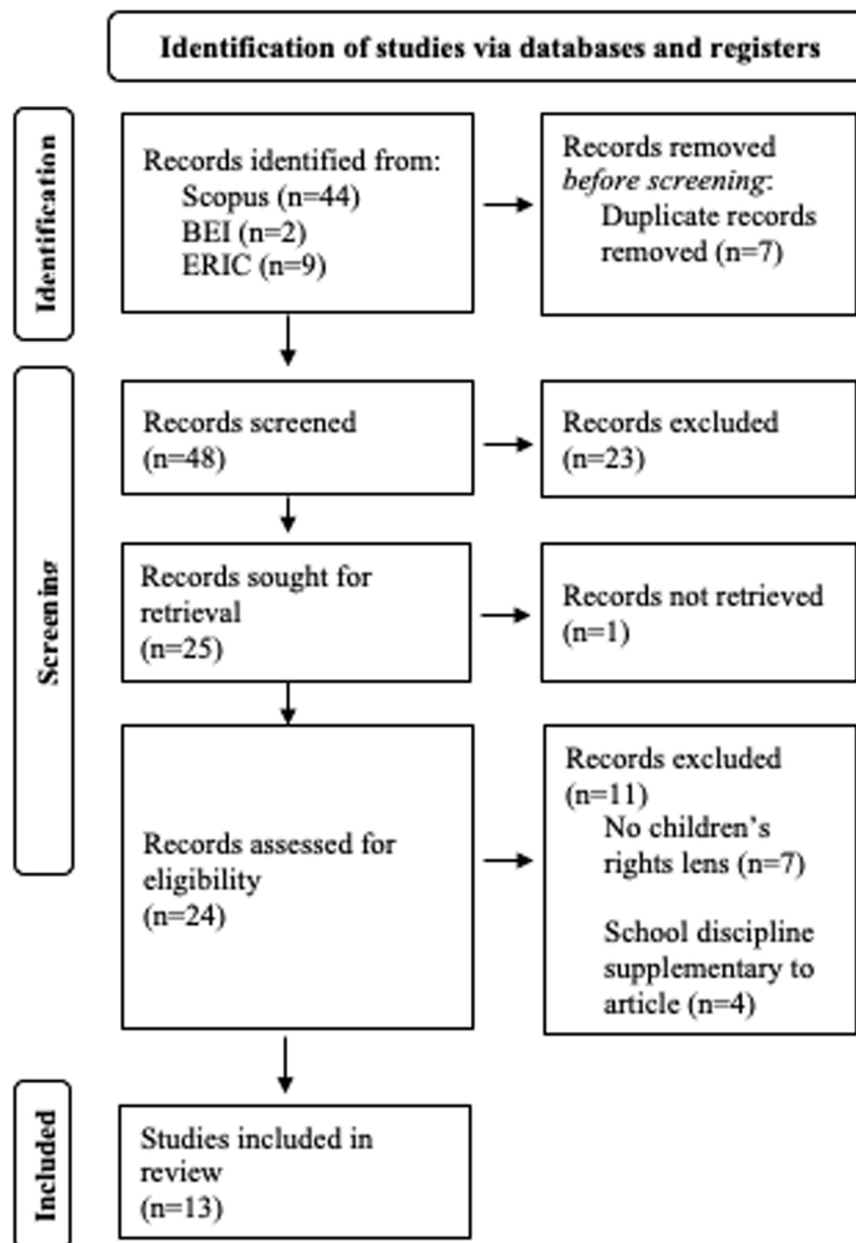 Identification of studies via databases and registers
Identification
Records identified from:
Scopus (n=44)
BEI (n=2)
ERIC (n=9)
Records removed
before screening:
Duplicate records
removed (n=7)
Screening
Records screened
(n=48)
Records excluded
(n=23)
Records sought for
retrieval
(n=25)
Records not retrieved
(n=1)
Records assessed for
eligibility
(n=24)
Records excluded
(n=11)
No children’s
rights lens (n=7)
School discipline
supplementary to
article (n=4)
Included
Studies included in
review
(n=13)